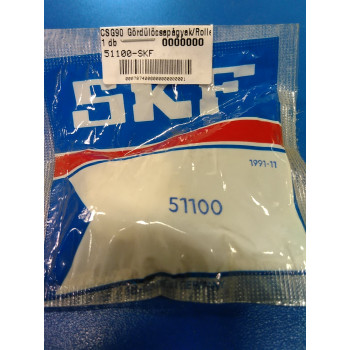 CSG90 Gördülőcsapágyak/Rolle
1 db 0000000
51100-SKF
SKF
1991-11
51100